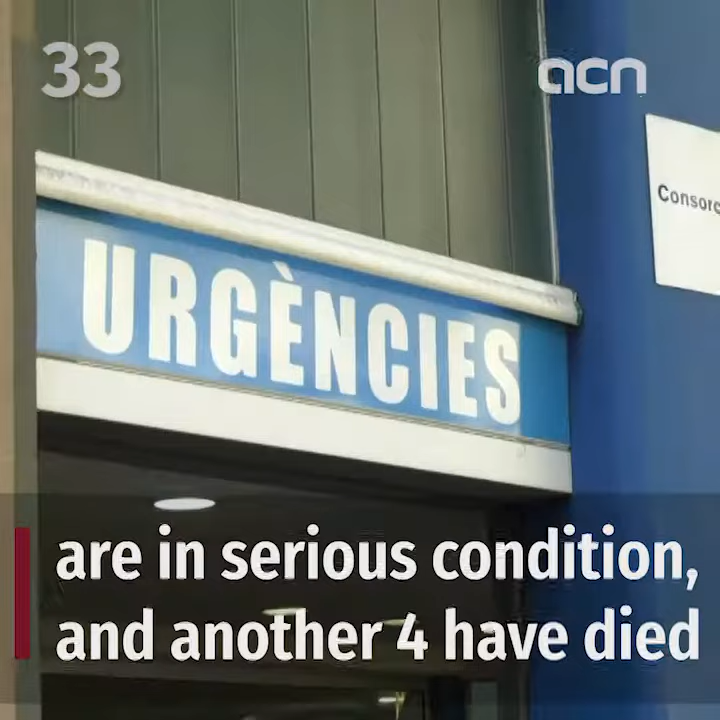 33
acn
Consorc
URGÈNCIES
are in serious condition,
and another 4 have died